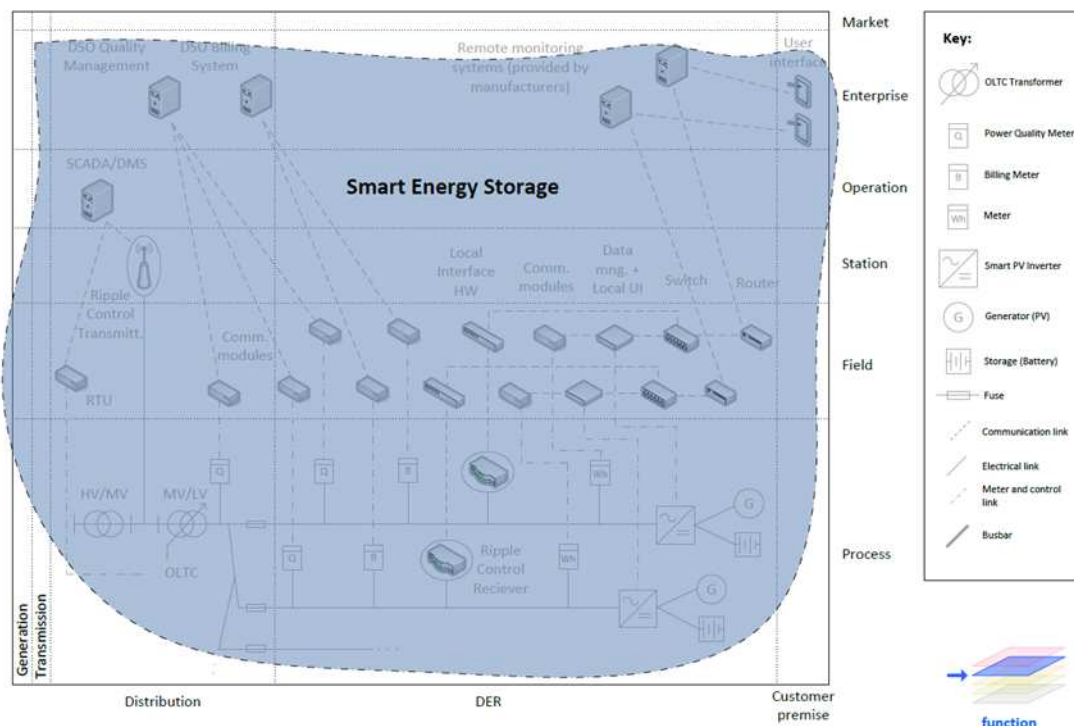 Market
DSO Quality
Management
DSO Billing
System
Remote monitoring
systems (provided by
manufacturers)
User
interface
Enterprise
SCADA/DMS
Smart Energy Storage
Operation
Local
Interface
HW
Comm.
modules
Data
mng. +
Local UI
Switch
Router
Station
Ripple
Control
Transmitt.
Comm.
modules
RTU
Field
Q
Q
B
Wh
HV/MV
MV/LV
G
OLTC
Q
B
Ripple
Control
Reciever
Wh
G
Process
Generation
Transmission
Distribution
DER
Customer
premise
Key:
OLTC Transformer
Q
Power Quality Meter
B
Billing Meter
Wh
Meter
Smart PV Inverter
G
Generator (PV)
Storage (Battery)
Fuse
Communication link
Electrical link
Meter and control
link
Busbar
function